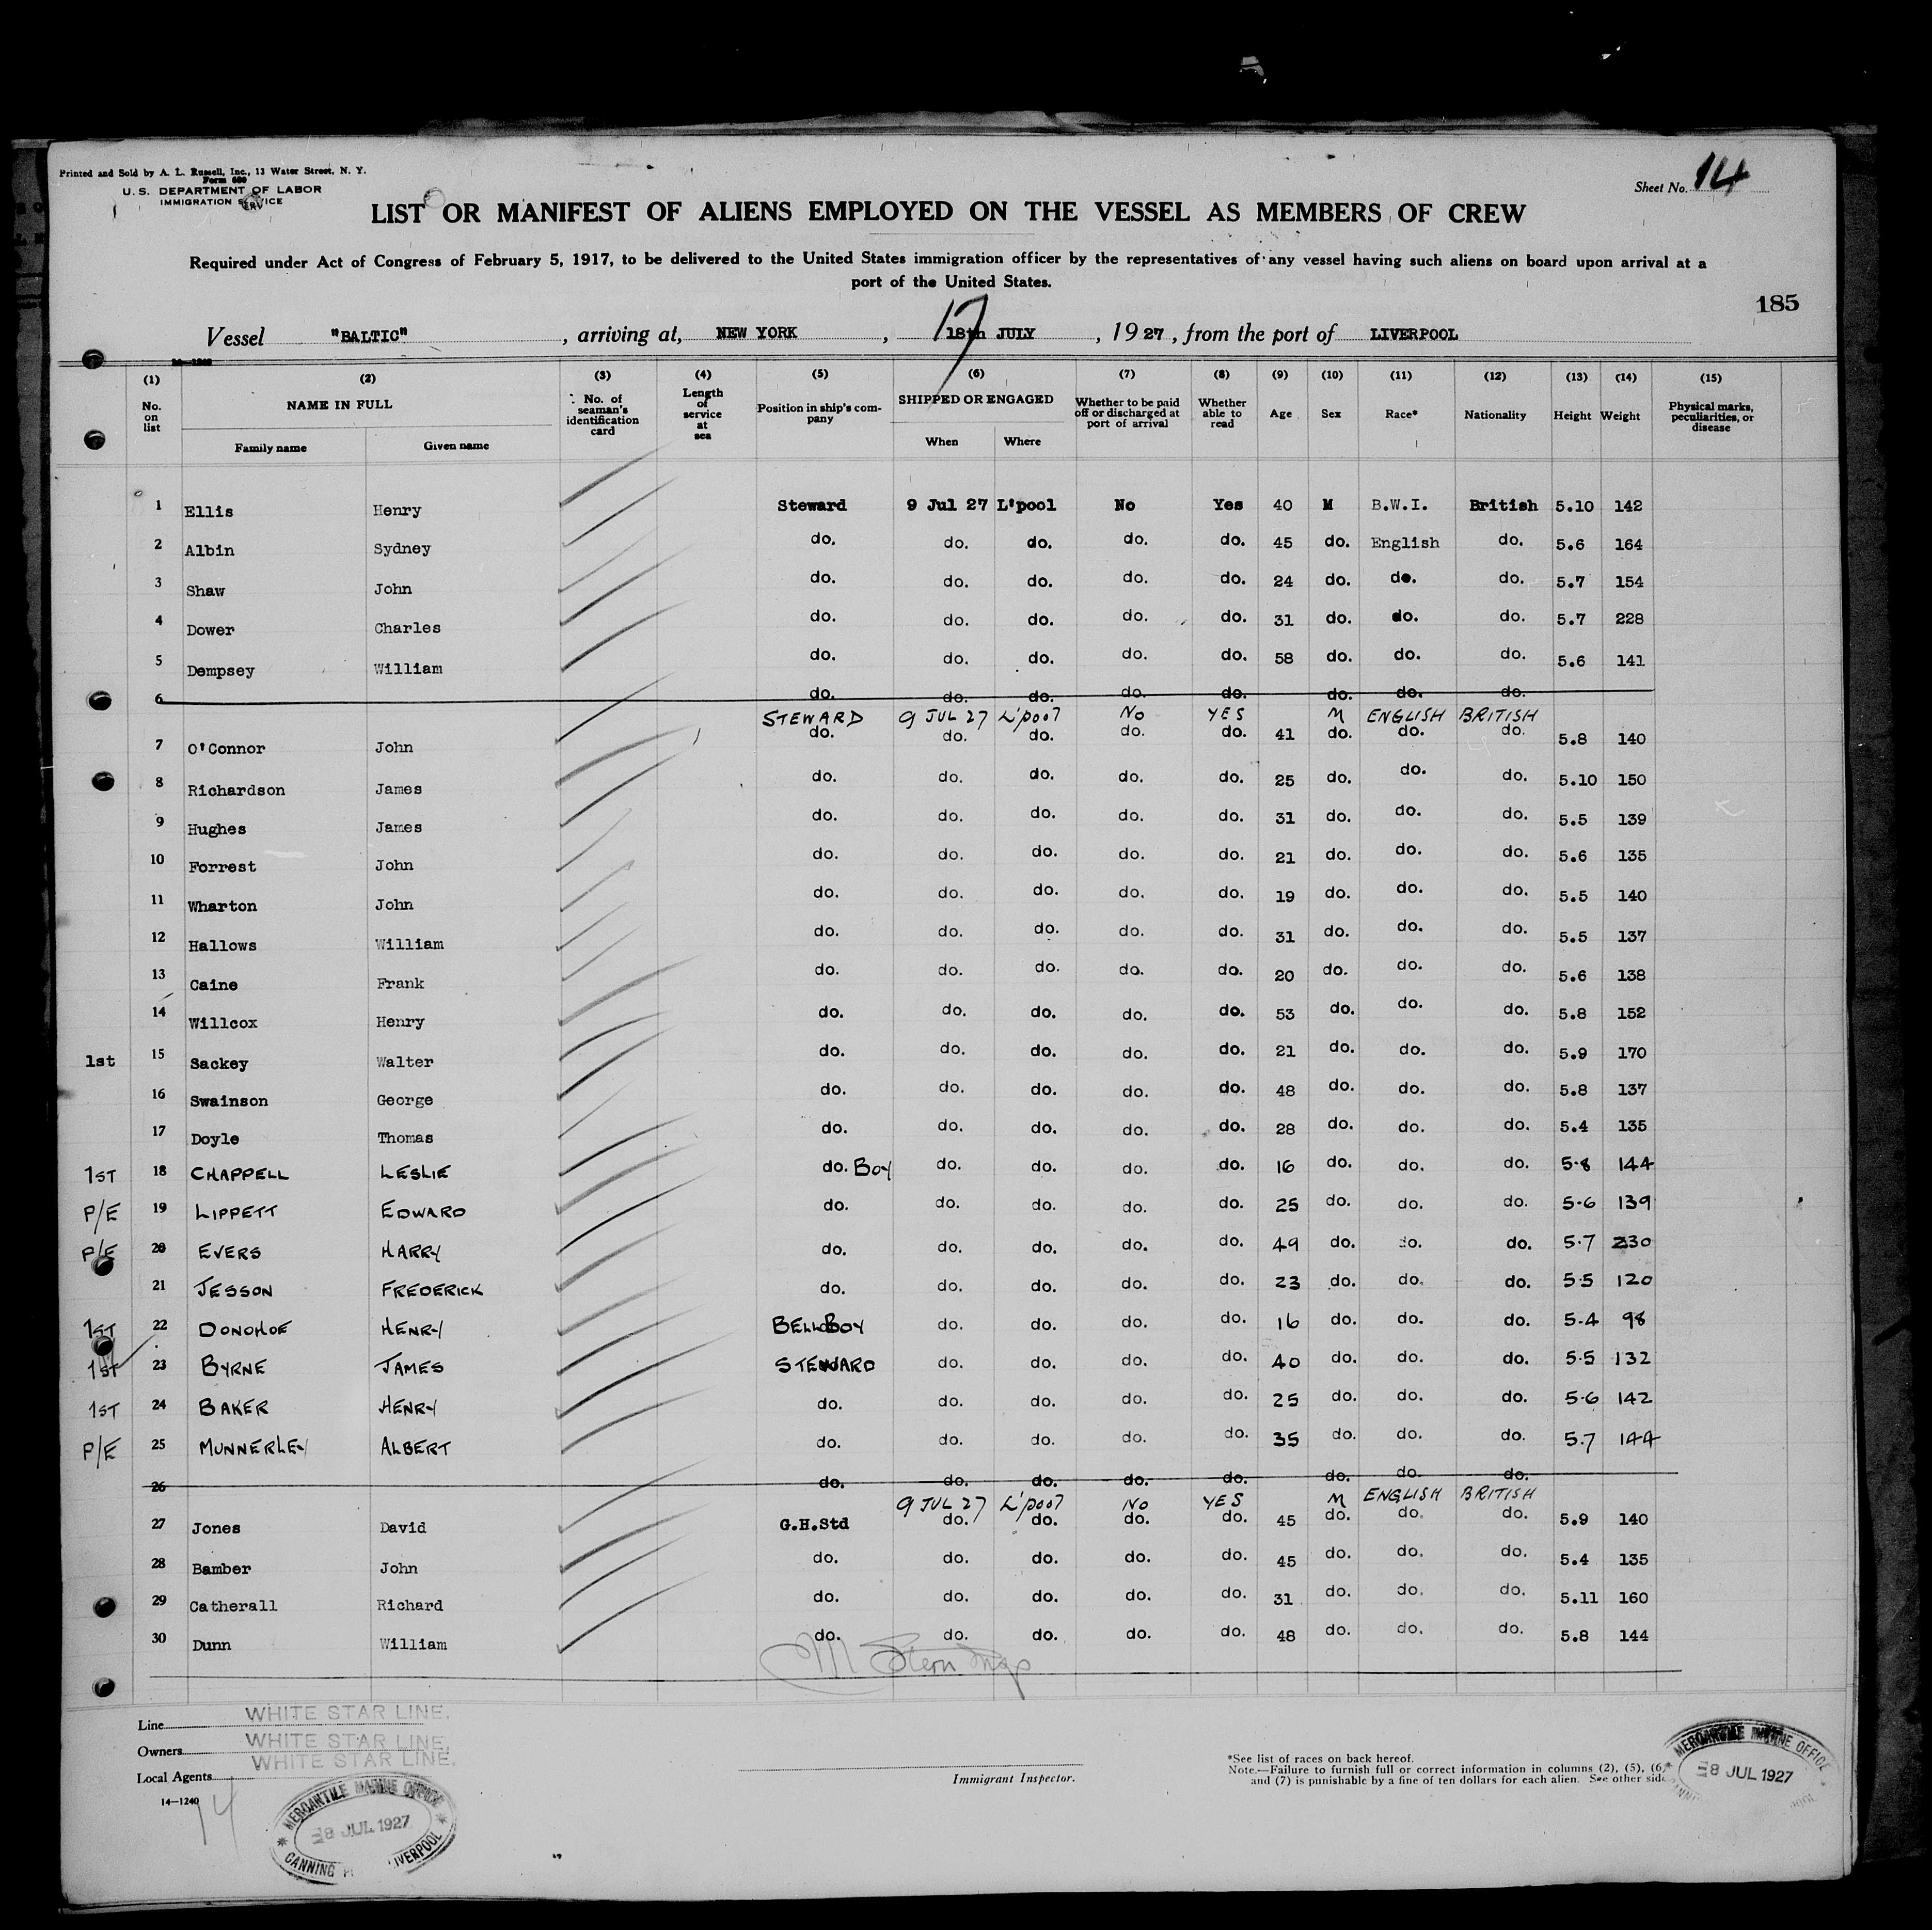 Printed and Sold by A. L. Russell, Inc., 13 Water Street, N. Y.
Form 680
U. S. DEPARTMENT OF LABOR
IMMIGRATION SERVICE
Sheet No. 14
LIST OR MANIFEST OF ALIENS EMPLOYED ON THE VESSEL AS MEMBERS OF CREW
Required under Act of Congress of February 5, 1917, to be delivered to the United States immigration officer by the representatives of any vessel having such aliens on board upon arrival at a
port of the United States.
185
Vessel "BALTIC", arriving at, NEW YORK, 18th 17 JULY, 1927, from the port of LIVERPOOL
14—1240
(1) (2) (3) (4) (5) (6) (7) (8) (9) (10) (11) (12) (13) (14) (15)
No. on list NAME IN FULL No. of seaman's identification card Length of service at sea Position in ship's company SHIPPED OR ENGAGED Whether to be paid off or discharged at port of arrival Whether able to read Age Sex Race* Nationality Height Weight Physical marks, peculiarities, or disease
Family name Given name When Where
1 Ellis Henry Steward 9 Jul 27 L'pool No Yes 40 M B.W.I. British 5.10 142
2 Albin Sydney do. do. do. do. do. 45 do. English do. 5.6 164
3 Shaw John do. do. do. do. do. 24 do. do. do. 5.7 154
4 Dower Charles do. do. do. do. do. 31 do. do. do. 5.7 228
5 Dempsey William do. do. do. do. do. 58 do. do. do. 5.6 141
6 do. do. do. do. do. do. do. do.
STEWARD 9 JUL 27 L'pool No YES M ENGLISH BRITISH
7 O'Connor John do. do. do. do. do. 41 do. do. do. 5.8 140
8 Richardson James do. do. do. do. do. 25 do. do. do. 5.10 150
9 Hughes James do. do. do. do. do. 31 do. do. do. 5.5 139
10 Forrest John do. do. do. do. do. 21 do. do. do. 5.6 135
11 Wharton John do. do. do. do. do. 19 do. do. do. 5.5 140
12 Hallows William do. do. do. do. do. 31 do. do. do. 5.5 137
13 Caine Frank do. do. do. do. do. 20 do. do. do. 5.6 138
14 Willcox Henry do. do. do. do. do. 53 do. do. do. 5.8 152
1st 15 Sackey Walter do. do. do. do. do. 21 do. do. do. 5.9 170
16 Swainson George do. do. do. do. do. 48 do. do. do. 5.8 137
17 Doyle Thomas do. do. do. do. do. 28 do. do. do. 5.4 135
1ST 18 CHAPPELL LESLIE do. BOY do. do. do. do. 16 do. do. do. 5.8 144
P/E 19 LIPPETT EDWARD do. do. do. do. do. 25 do. do. do. 5.6 139
P/E 20 EVERS HARRY do. do. do. do. do. 49 do. do. do. 5.7 230
21 JESSON FREDERICK do. do. do. do. do. 23 do. do. do. 5.5 120
1ST 22 DONOHOE HENRY BELLBOY do. do. do. do. 16 do. do. do. 5.4 98
1ST 23 BYRNE JAMES STEWARD do. do. do. do. 40 do. do. do. 5.5 132
1ST 24 BAKER HENRY do. do. do. do. do. 25 do. do. do. 5.6 142
P/E 25 MUNNERLEY ALBERT do. do. do. do. do. 35 do. do. do. 5.7 144
26 do. do. do. do. do. do. do. do.
9 JUL 27 L'pool No YES M ENGLISH BRITISH
27 Jones David G.H.Std do. do. do. do. 45 do. do. do. 5.9 140
28 Bamber John do. do. do. do. do. 45 do. do. do. 5.4 135
29 Catherall Richard do. do. do. do. do. 31 do. do. do. 5.11 160
30 Dunn William do. do. do. do. do. 48 do. do. do. 5.8 144
M Stern Insp
Line WHITE STAR LINE.
Owners WHITE STAR LINE.
Local Agents WHITE STAR LINE.
14—1240
14
Immigrant Inspector.
*See list of races on back hereof.
Note.—Failure to furnish full or correct information in columns (2), (5), (6)
and (7) is punishable by a fine of ten dollars for each alien. See other side
MERCANTILE MARINE OFFICE
8 JUL 1927
CANNING LIVERPOOL
MERCANTILE MARINE OFFICE
8 JUL 1927